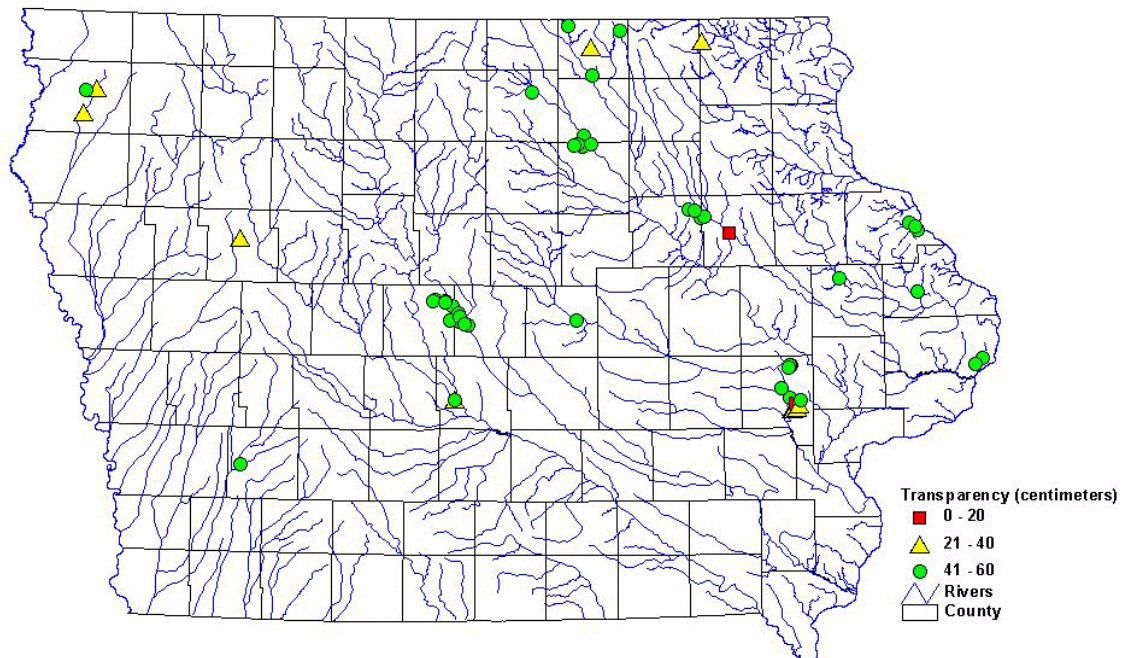 Transparency (centimeters)
0 - 20
21 - 40
41 - 60
Rivers
County